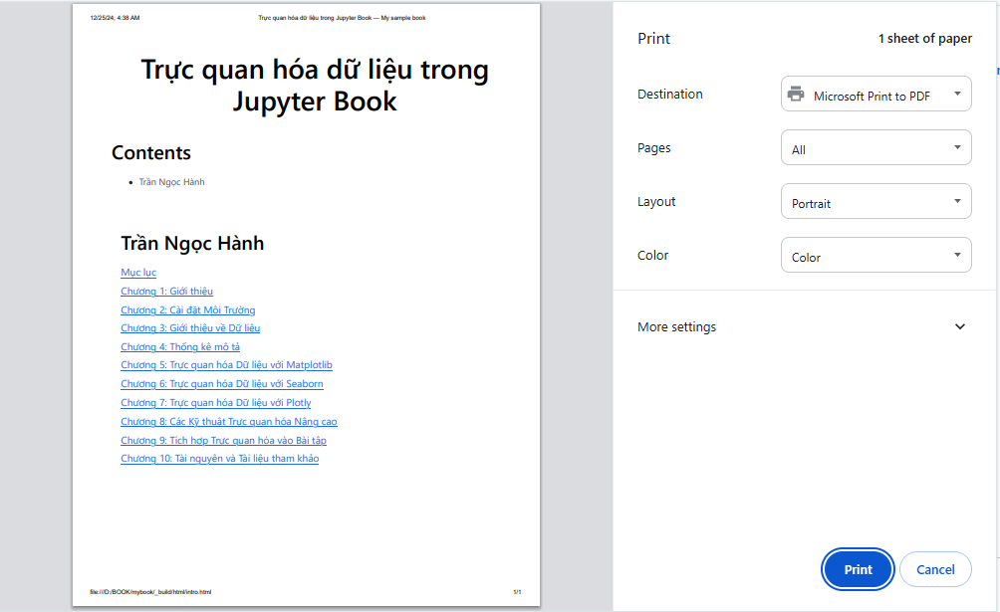 12/25/24, 4:38 AM Trực quan hóa dữ liệu trong Jupyter Book — My sample book
Trực quan hóa dữ liệu trong
Jupyter Book
Contents
• Trần Ngọc Hành
Trần Ngọc Hành
Mục lục
Chương 1: Giới thiệu
Chương 2: Cài đặt Môi Trường
Chương 3: Giới thiệu về Dữ liệu
Chương 4: Thống kê mô tả
Chương 5: Trực quan hóa Dữ liệu với Matplotlib
Chương 6: Trực quan hóa Dữ liệu với Seaborn
Chương 7: Trực quan hóa Dữ liệu với Plotly
Chương 8: Các Kỹ thuật Trực quan hóa Nâng cao
Chương 9: Tích hợp Trực quan hóa vào Bài tập
Chương 10: Tài nguyên và Tài liệu tham khảo
file:///D:/BOOK/mybook/_build/html/intro.html 1/1
Print 1 sheet of paper
Destination Microsoft Print to PDF
Pages All
Layout Portrait
Color Color
More settings
Print Cancel